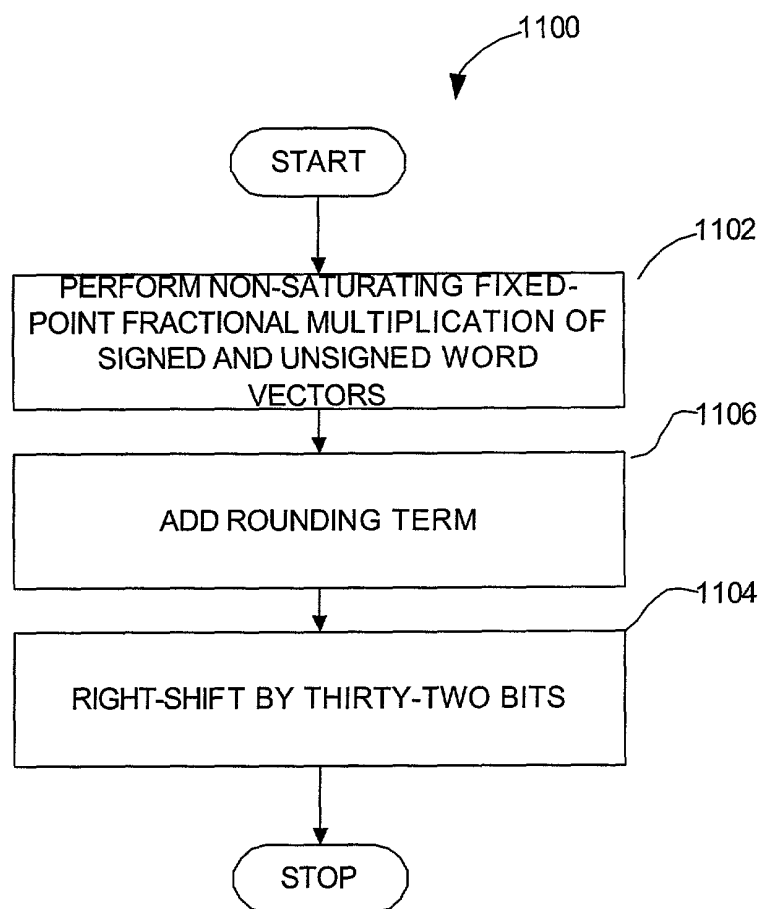 1100
START
1102
PERFORM NON-SATURATING FIXED-
POINT FRACTIONAL MULTIPLICATION OF
SIGNED AND UNSIGNED WORD
VECTORS
1106
ADD ROUNDING TERM
1104
RIGHT-SHIFT BY THIRTY-TWO BITS
STOP